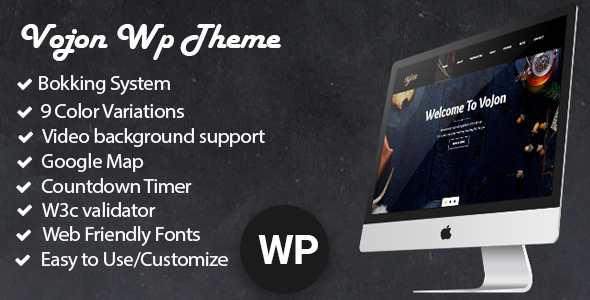 Vojon Wp Theme
Bokking System
9 Color Variations
Video background support
Google Map
Countdown Timer
W3c validator
Web Friendly Fonts
Easy to Use/Customize
WP
Welcome To VoJon